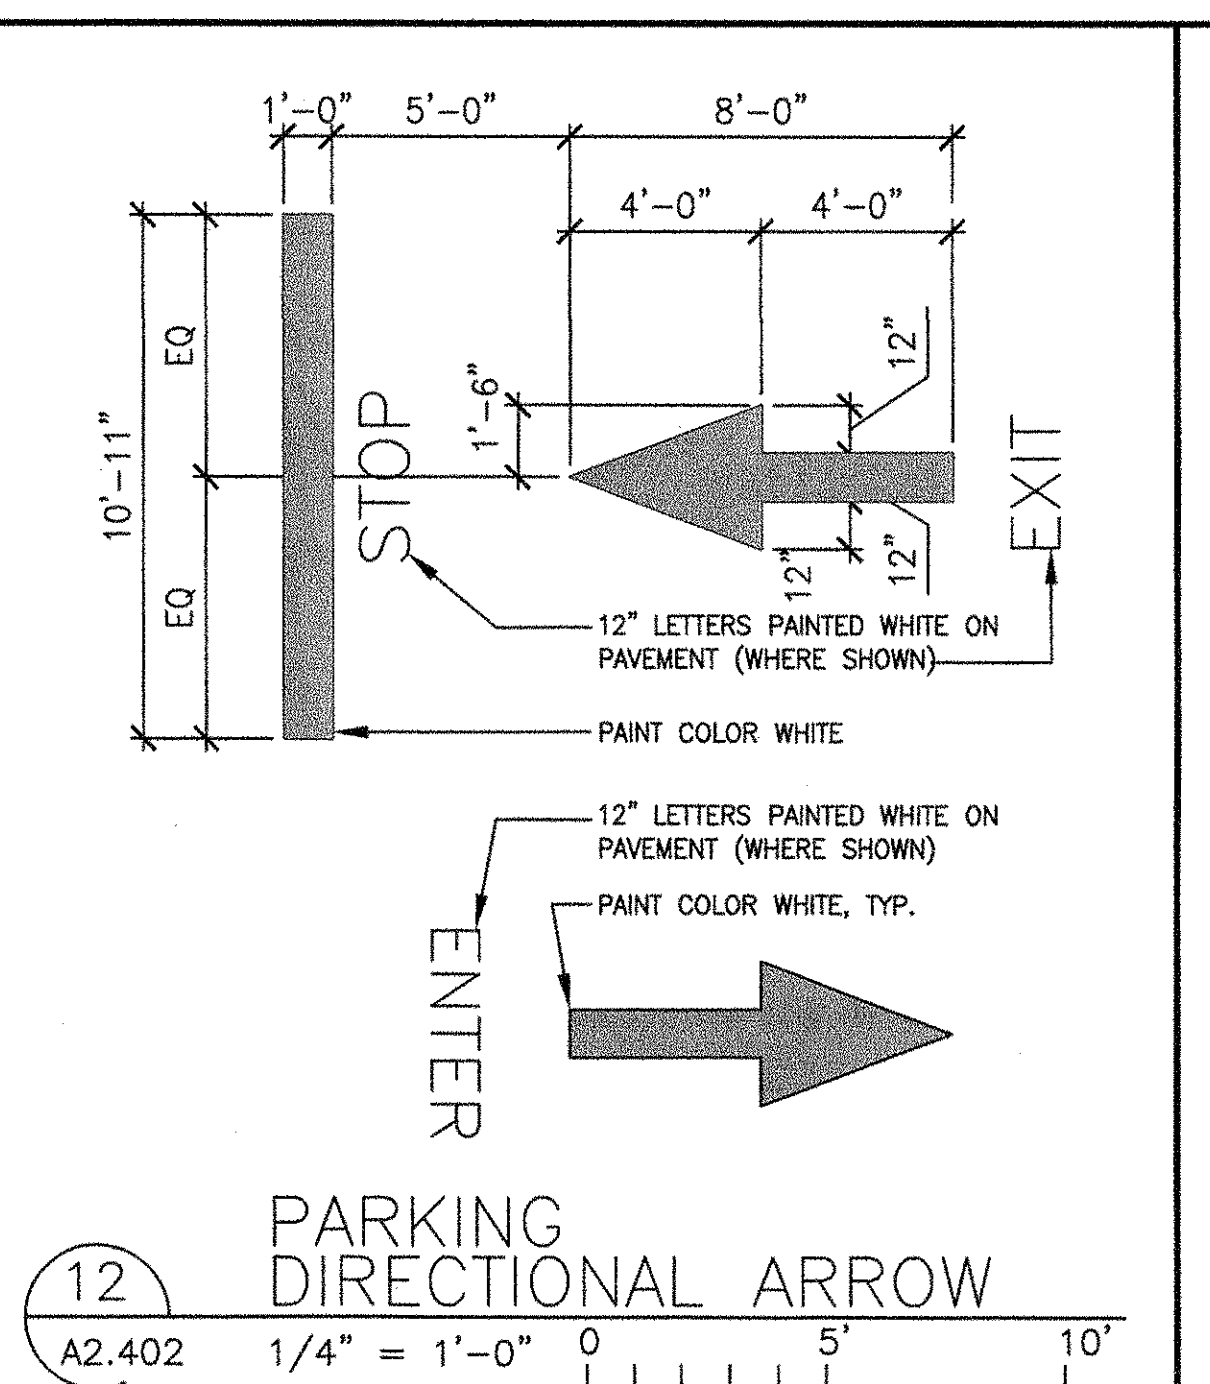 1'-0" 5'-0" 8'-0"
4'-0" 4'-0"
EQ
12"
1'-6"
10'-11"
STOP
EXIT
EQ
12"
12"
12" LETTERS PAINTED WHITE ON
PAVEMENT (WHERE SHOWN)
PAINT COLOR WHITE
12" LETTERS PAINTED WHITE ON
PAVEMENT (WHERE SHOWN)
PAINT COLOR WHITE, TYP.
ENTER
PARKING
DIRECTIONAL ARROW
12
A2.402
1/4" = 1'-0"
0 5' 10'